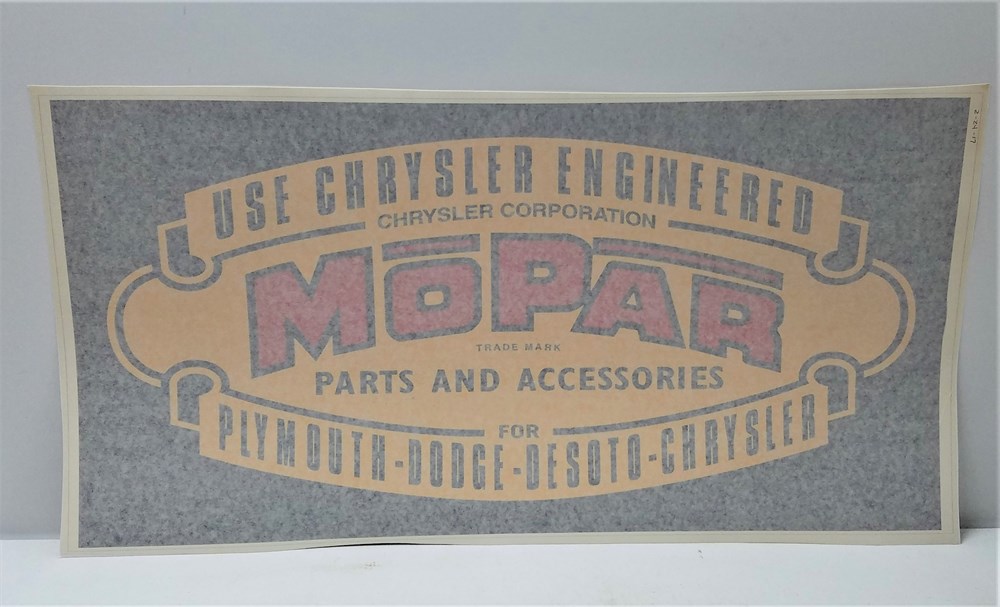 USE CHRYSLER ENGINEERED
CHRYSLER CORPORATION
MOPAR
TRADE MARK
PARTS AND ACCESSORIES
FOR
PLYMOUTH-DODGE-DESOTO-CHRYSLER